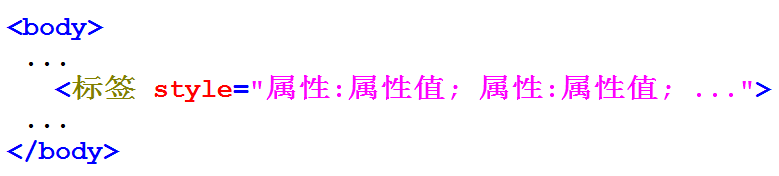 <body>
...
<标签 style="属性:属性值; 属性:属性值; ...">
...
</body>